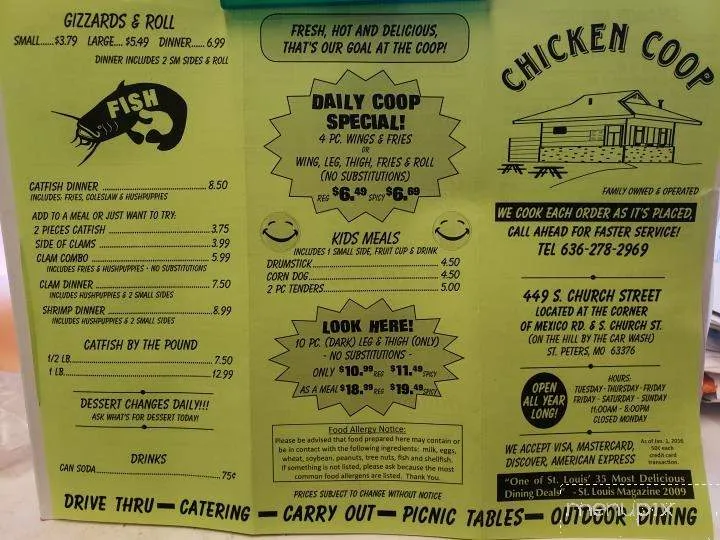 GIZZARDS & ROLL
SMALL......$3.79 LARGE.... $5.49 DINNER......6.99
DINNER INCLUDES 2 SM SIDES & ROLL
FISH
CATFISH DINNER ..........8.50
INCLUDES: FRIES, COLESLAW & HUSHPUPPIES
ADD TO A MEAL OR JUST WANT TO TRY:
2 PIECES CATFISH ..........3.75
SIDE OF CLAMS ..........3.99
CLAM COMBO ..........5.99
INCLUDES FRIES & HUSHPUPPIES - NO SUBSTITUTIONS
CLAM DINNER ..........7.50
INCLUDES HUSHPUPPIES & 2 SMALL SIDES
SHRIMP DINNER ..........8.99
INCLUDES HUSHPUPPIES & 2 SMALL SIDES
CATFISH BY THE POUND
1/2 LB..........7.50
1 LB..........12.99
DESSERT CHANGES DAILY!!!
ASK WHAT'S FOR DESSERT TODAY!
DRINKS
CAN SODA..........75¢
FRESH, HOT AND DELICIOUS,
THAT'S OUR GOAL AT THE COOP!
DAILY COOP
SPECIAL!
4 PC. WINGS & FRIES
OR
WING, LEG, THIGH, FRIES & ROLL
(NO SUBSTITUTIONS)
REG $6.49 SPICY $6.69
KIDS MEALS
INCLUDES 1 SMALL SIDE, FRUIT CUP & DRINK
DRUMSTICK..........4.50
CORN DOG..........4.50
2 PC TENDERS..........5.00
LOOK HERE!
10 PC. (DARK) LEG & THIGH (ONLY)
- NO SUBSTITUTIONS -
ONLY $10.99 REG $11.49 SPICY
AS A MEAL $18.99 REG $19.49 SPICY
Food Allergy Notice:
Please be advised that food prepared here may contain or
be in contact with the following ingredients: milk, eggs,
wheat, soybean, peanuts, tree nuts, fish and shellfish.
If something is not listed, please ask because the most
common food allergens are listed. Thank You.
PRICES SUBJECT TO CHANGE WITHOUT NOTICE
CHICKEN COOP
FAMILY OWNED & OPERATED
WE COOK EACH ORDER AS IT'S PLACED,
CALL AHEAD FOR FASTER SERVICE!
TEL 636-278-2969
449 S. CHURCH STREET
LOCATED AT THE CORNER
OF MEXICO RD. & S. CHURCH ST.
(ON THE HILL BY THE CAR WASH)
ST. PETERS, MO 63376
OPEN
ALL YEAR
LONG!
HOURS:
TUESDAY - THURSDAY - FRIDAY
FRIDAY - SATURDAY - SUNDAY
11:00AM - 8:00PM
CLOSED MONDAY
WE ACCEPT VISA, MASTERCARD,
DISCOVER, AMERICAN EXPRESS
As of Jan. 1, 2016
50¢ each
credit card
transaction.
"One of St. Louis' 35 Most Delicious
Dining Deals" - St. Louis Magazine 2009
DRIVE THRU — CATERING — CARRY OUT — PICNIC TABLES — OUTDOOR DINING
menupix